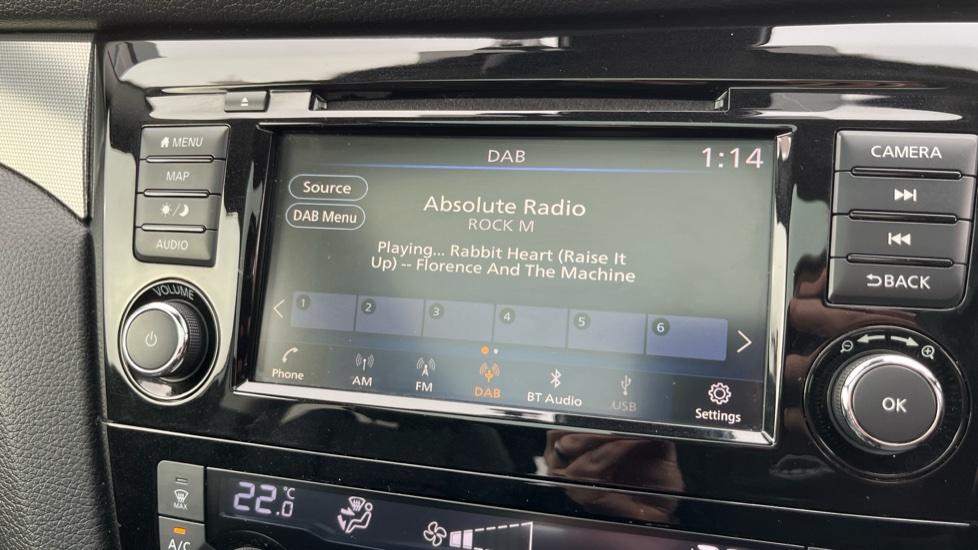 MENU
MAP
AUDIO
VOLUME
DAB
1:14
Source
DAB Menu
Absolute Radio
ROCK M
Playing... Rabbit Heart (Raise It
Up) -- Florence And The Machine
1 2 3 4 5 6
Phone
AM
FM
DAB
BT Audio
USB
Settings
CAMERA
BACK
OK
MAX
A/C
22.0 °C